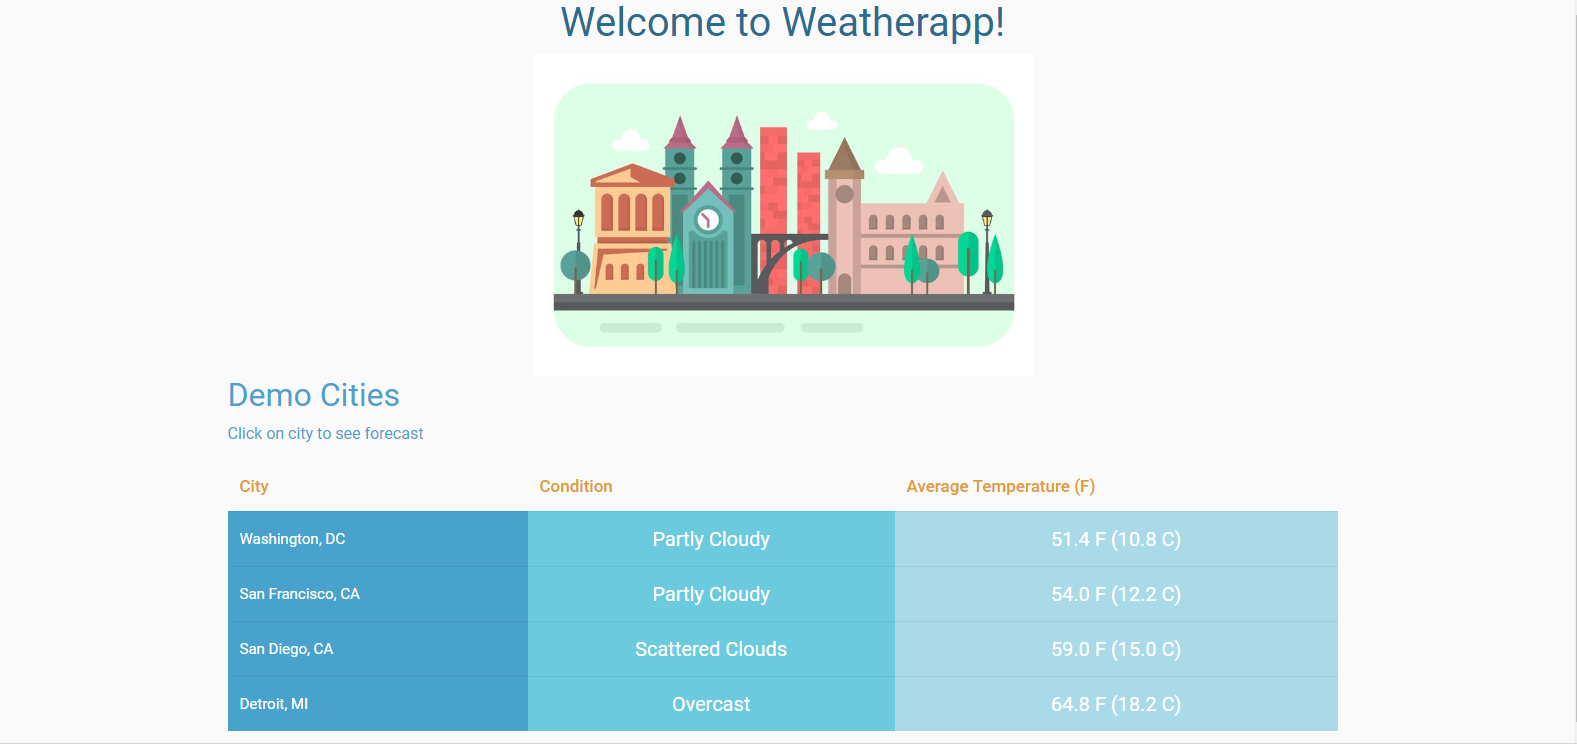 Welcome to Weatherapp!
Demo Cities
Click on city to see forecast
City Condition Average Temperature (F)
Washington, DC Partly Cloudy 51.4 F (10.8 C)
San Francisco, CA Partly Cloudy 54.0 F (12.2 C)
San Diego, CA Scattered Clouds 59.0 F (15.0 C)
Detroit, MI Overcast 64.8 F (18.2 C)